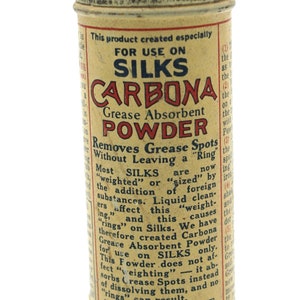 This product created especially
FOR USE ON
SILKS
CARBONA
Grease Absorbent
POWDER
Removes Grease Spots
Without Leaving a "Ring"
Most SILKS are now
"weighted" or "sized" by
the addition of foreign
substances. Liquid clean-
ers affect this "weight-
ing" and this causes
"rings" on Silks. We have
therefore created Carbona
Grease Absorbent Powder
for use on SILKS only.
This Powder does not af-
fect "weighting" — it ab-
sorbs Grease Spots instead
of dissolving them, and no
"rings" can result.